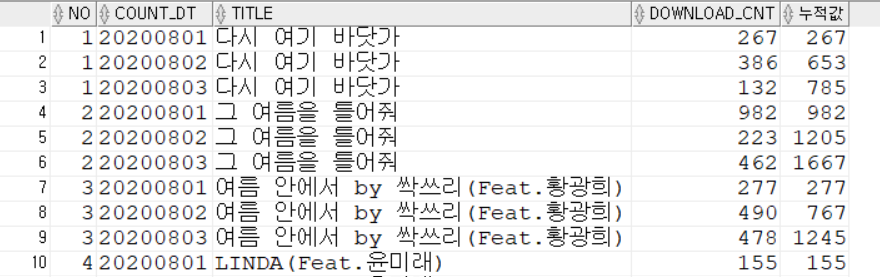 NO COUNT_DT TITLE DOWNLOAD_CNT 누적값
1 1 20200801 다시 여기 바닷가 267 267
2 1 20200802 다시 여기 바닷가 386 653
3 1 20200803 다시 여기 바닷가 132 785
4 2 20200801 그 여름을 틀어줘 982 982
5 2 20200802 그 여름을 틀어줘 223 1205
6 2 20200803 그 여름을 틀어줘 462 1667
7 3 20200801 여름 안에서 by 싹쓰리(Feat.황광희) 277 277
8 3 20200802 여름 안에서 by 싹쓰리(Feat.황광희) 490 767
9 3 20200803 여름 안에서 by 싹쓰리(Feat.황광희) 478 1245
10 4 20200801 LINDA(Feat.윤미래) 155 155